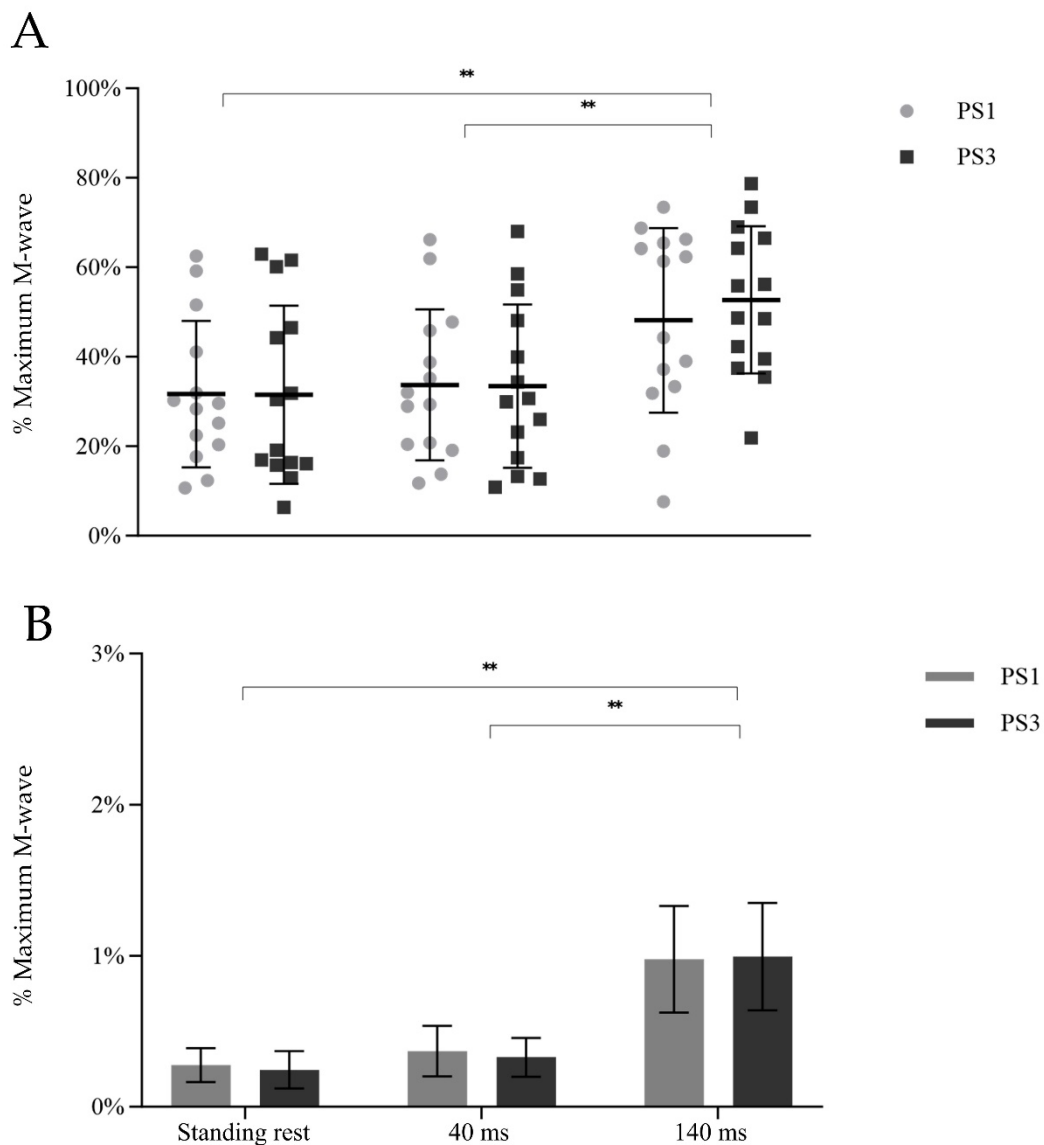 A
% Maximum M-wave
100%
80%
60%
40%
20%
0%
**
**
PS1
PS3
B
% Maximum M-wave
3%
2%
1%
0%
**
**
PS1
PS3
Standing rest 40 ms 140 ms